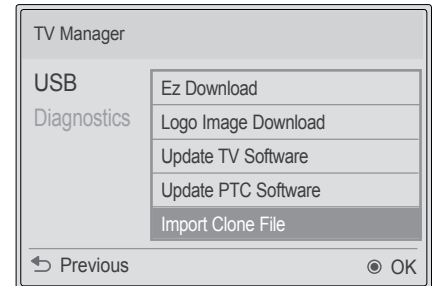 TV Manager
USB
Diagnostics
Ez Download
Logo Image Download
Update TV Software
Update PTC Software
Import Clone File
Previous
OK